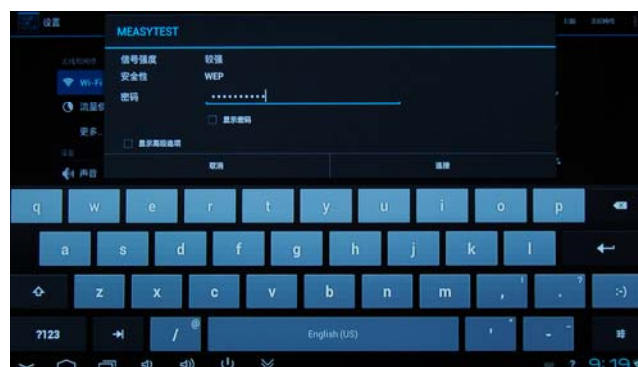 设置
MEASYTEST
信号强度 较强
安全性 WEP
Wi-Fi
密码 ..........
显示密码
更多..
显示高级选项
取消 连接
声音
q w e r t y u i o p
a s d f g h j k l
z x c v b n m , ! . ?
:-)
?123 / @ English (US) ' " - _
9:19